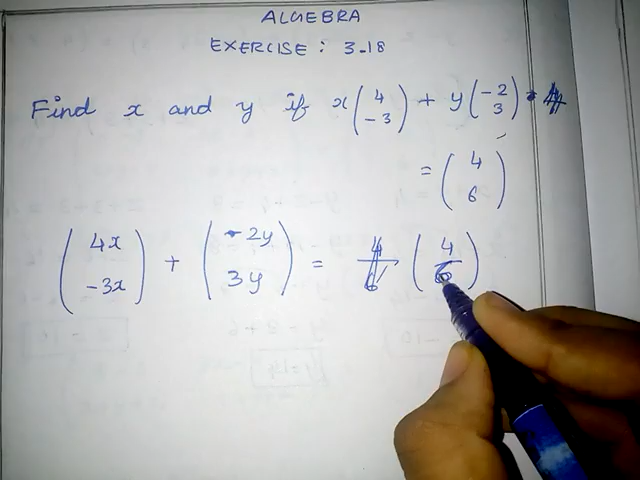 ALGEBRA
EXERCISE : 3.18
Find x and y if x ( 4 -3 ) + y ( -2 3 )
= ( 4 6 )
( 4x -3x ) + ( -2y 3y ) = ( 4 6 )